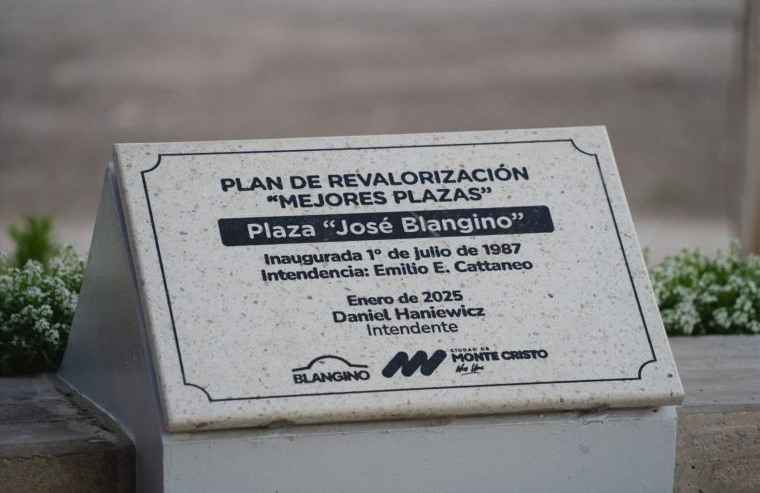 PLAN DE REVALORIZACIÓN
“MEJORES PLAZAS”
Plaza “José Blangino”
Inaugurada 1° de julio de 1987
Intendencia: Emilio E. Cattaneo
Enero de 2025
Daniel Haniewicz
Intendente
BLANGINO
CIUDAD DE
MONTE CRISTO